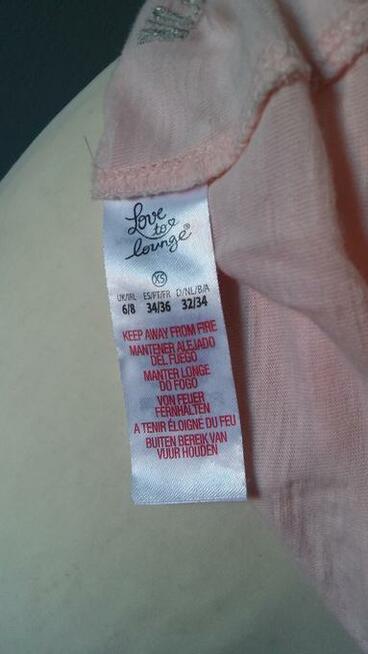 Love
to
lounge®
XS
UK/IRL ES/PT/FR D/NL/B/A
6/8 34/36 32/34
KEEP AWAY FROM FIRE
MANTENER ALEJADO
DEL FUEGO
MANTER LONGE
DO FOGO
VON FEUER
FERNHALTEN
A TENIR ÉLOIGNE DU FEU
BUITEN BEREIK VAN
VUUR HOUDEN